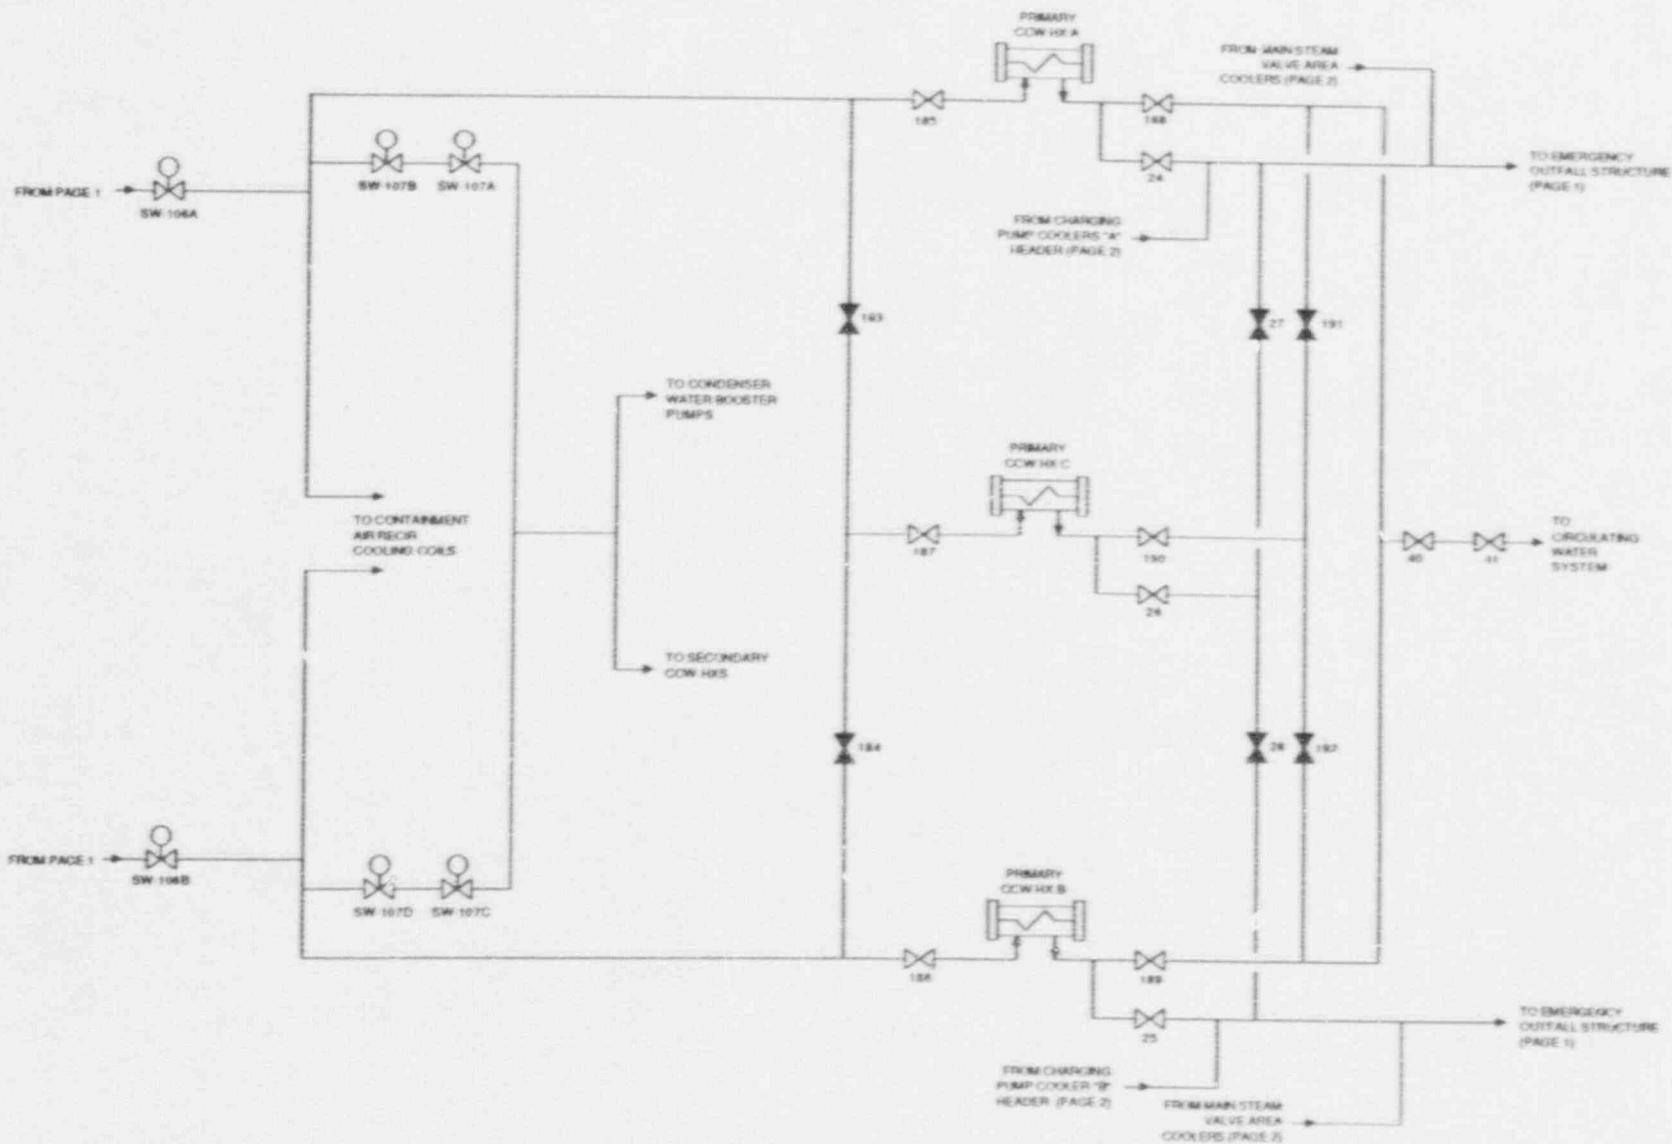 PRIMARY
CCW HX A
FROM MAIN STEAM
VALVE AREA
COOLERS (PAGE 2)
185
188
SW-107B
SW-107A
24
TO EMERGENCY
OUTFALL STRUCTURE
(PAGE 1)
FROM PAGE 1
SW-106A
FROM CHARGING
PUMP COOLERS "A"
HEADER (PAGE 2)
183
27
191
TO CONDENSER
WATER BOOSTER
PUMPS
PRIMARY
CCW HX C
TO CONTAINMENT
AIR RECIR
COOLING COILS
187
190
40
41
TO
CIRCULATING
WATER
SYSTEM
26
TO SECONDARY
CCW HXS
184
28
192
FROM PAGE 1
SW-106B
PRIMARY
CCW HX B
SW-107D
SW-107C
186
189
25
TO EMERGENCY
OUTFALL STRUCTURE
(PAGE 1)
FROM CHARGING
PUMP COOLER "B"
HEADER (PAGE 2)
FROM MAIN STEAM
VALVE AREA
COOLERS (PAGE 2)